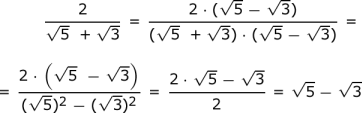 2 / (√5 + √3) = (2 · (√5 − √3)) / ((√5 + √3) · (√5 − √3)) =
= (2 · (√5 − √3)) / ((√5)² − (√3)²) = (2 · √5 − √3) / 2 = √5 − √3